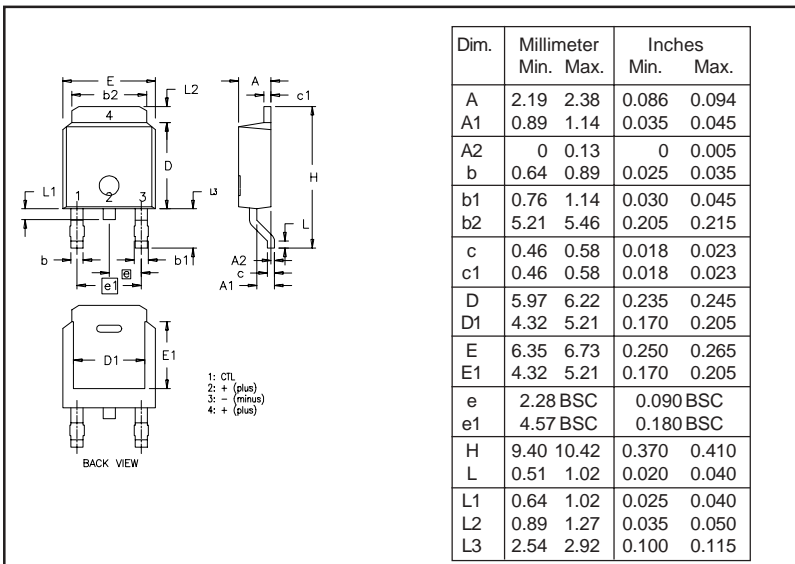 E
b2
L2
4
D
L1
1 2 3
L3
b
e
b1
e1
A
c1
H
L
A2
c
A1
D1
E1
BACK VIEW
1: CTL
2: + (plus)
3: - (minus)
4: + (plus)
Dim. Millimeter Inches
Min. Max. Min. Max.
A 2.19 2.38 0.086 0.094
A1 0.89 1.14 0.035 0.045
A2 0 0.13 0 0.005
b 0.64 0.89 0.025 0.035
b1 0.76 1.14 0.030 0.045
b2 5.21 5.46 0.205 0.215
c 0.46 0.58 0.018 0.023
c1 0.46 0.58 0.018 0.023
D 5.97 6.22 0.235 0.245
D1 4.32 5.21 0.170 0.205
E 6.35 6.73 0.250 0.265
E1 4.32 5.21 0.170 0.205
e 2.28 BSC 0.090 BSC
e1 4.57 BSC 0.180 BSC
H 9.40 10.42 0.370 0.410
L 0.51 1.02 0.020 0.040
L1 0.64 1.02 0.025 0.040
L2 0.89 1.27 0.035 0.050
L3 2.54 2.92 0.100 0.115